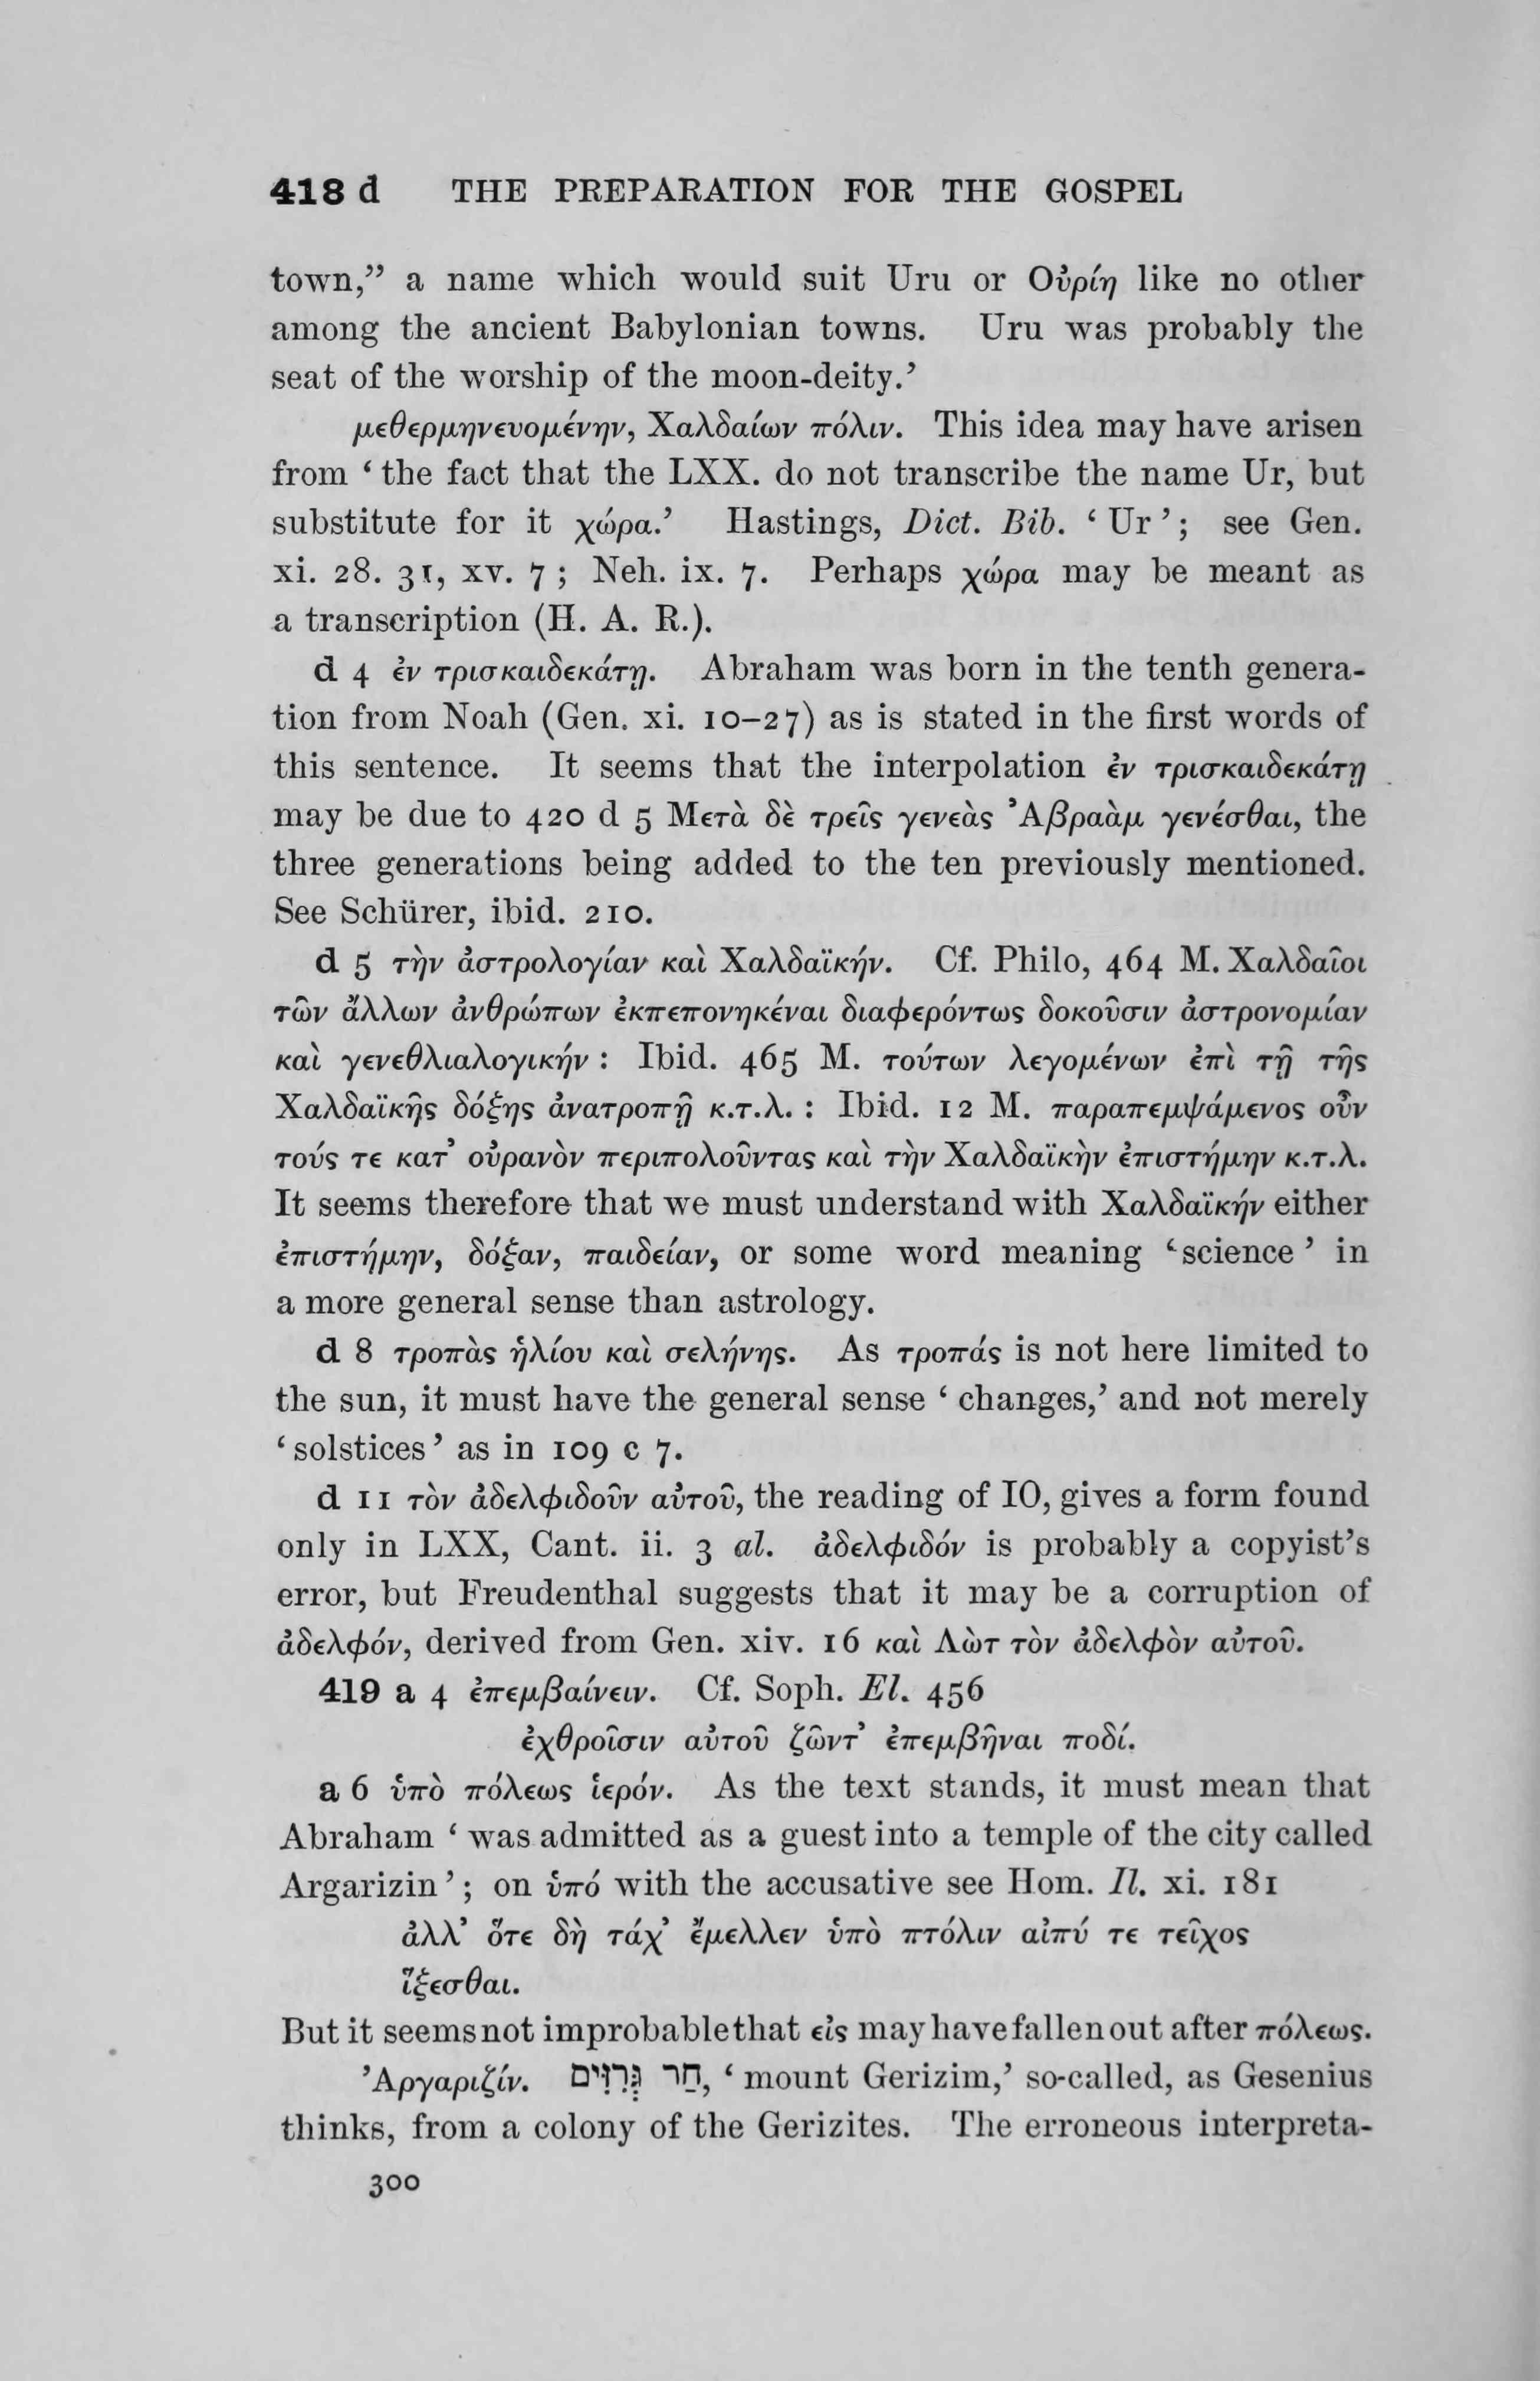 418 d THE PREPARATION FOR THE GOSPEL
town,” a name which would suit Uru or Οὐρίη like no other
among the ancient Babylonian towns. Uru was probably the
seat of the worship of the moon-deity.’
μεθερμηνευομένην, Χαλδαίων πόλιν. This idea may have arisen
from ‘the fact that the LXX. do not transcribe the name Ur, but
substitute for it χώρα.’ Hastings, Dict. Bib. ‘Ur’; see Gen.
xi. 28. 31, xv. 7; Neh. ix. 7. Perhaps χώρα may be meant as
a transcription (H. A. R.).
d 4 ἐν τρισκαιδεκάτῃ. Abraham was born in the tenth genera-
tion from Noah (Gen. xi. 10–27) as is stated in the first words of
this sentence. It seems that the interpolation ἐν τρισκαιδεκάτῃ
may be due to 420 d 5 Μετὰ δὲ τρεῖς γενεὰς Ἀβραὰμ γενέσθαι, the
three generations being added to the ten previously mentioned.
See Schürer, ibid. 210.
d 5 τὴν ἀστρολογίαν καὶ Χαλδαϊκήν. Cf. Philo, 464 M. Χαλδαῖοι
τῶν ἄλλων ἀνθρώπων ἐκπεπονηκέναι διαφερόντως δοκοῦσιν ἀστρονομίαν
καὶ γενεθλιαλογικήν : Ibid. 465 M. τούτων λεγομένων ἐπὶ τῇ τῆς
Χαλδαϊκῆς δόξης ἀνατροπῇ κ.τ.λ. : Ibid. 12 M. παραπεμψάμενος οὖν
τούς τε κατ’ οὐρανὸν περιπολοῦντας καὶ τὴν Χαλδαϊκὴν ἐπιστήμην κ.τ.λ.
It seems therefore that we must understand with Χαλδαϊκήν either
ἐπιστήμην, δόξαν, παιδείαν, or some word meaning ‘science’ in
a more general sense than astrology.
d 8 τροπὰς ἡλίου καὶ σελήνης. As τροπάς is not here limited to
the sun, it must have the general sense ‘changes,’ and not merely
‘solstices’ as in 109 c 7.
d 11 τὸν ἀδελφιδοῦν αὐτοῦ, the reading of IO, gives a form found
only in LXX, Cant. ii. 3 al. ἀδελφιδόν is probably a copyist’s
error, but Freudenthal suggests that it may be a corruption of
ἀδελφόν, derived from Gen. xiv. 16 καὶ Λὼτ τὸν ἀδελφὸν αὐτοῦ.
419 a 4 ἐπεμβαίνειν. Cf. Soph. El. 456
ἐχθροῖσιν αὐτοῦ ζῶντ’ ἐπεμβῆναι ποδί.
a 6 ὑπὸ πόλεως ἱερόν. As the text stands, it must mean that
Abraham ‘was admitted as a guest into a temple of the city called
Argarizin’; on ὑπό with the accusative see Hom. Il. xi. 181
ἀλλ’ ὅτε δὴ τάχ’ ἔμελλεν ὑπὸ πτόλιν αἰπύ τε τεῖχος
ἵξεσθαι.
But it seems not improbable that εἰς may have fallen out after πόλεως.
Ἀργαριζίν. חַר גְּרִזִּים, ‘mount Gerizim,’ so-called, as Gesenius
thinks, from a colony of the Gerizites. The erroneous interpreta-
300